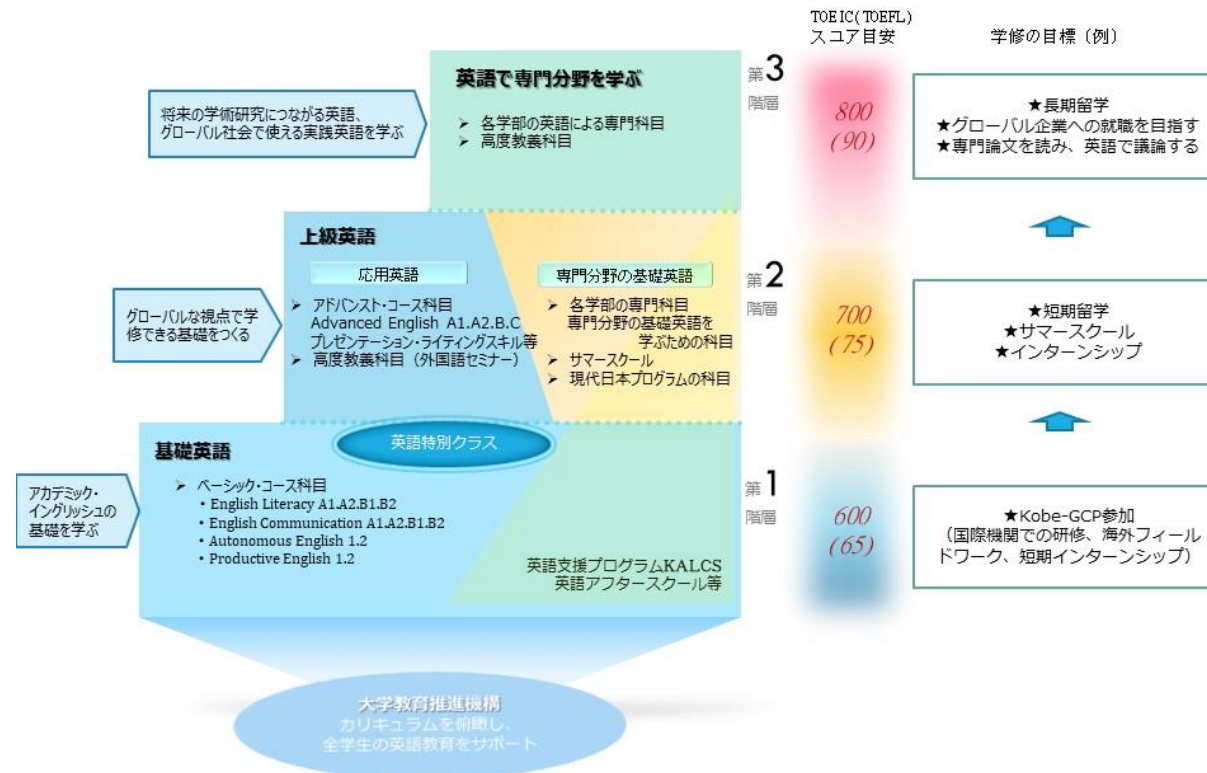 TOEIC(TOEFL)
スコア目安
学修の目標（例）
将来の学術研究につながる英語、
グローバル社会で使える実践英語を学ぶ
英語で専門分野を学ぶ
➢ 各学部の英語による専門科目
➢ 高度教養科目
第3
階層
800
(90)
★長期留学
★グローバル企業への就職を目指す
★専門論文を読み、英語で議論する
グローバルな視点で学
修できる基礎をつくる
上級英語
応用英語
➢ アドバンスト・コース科目
Advanced English A1.A2.B.C
プレゼンテーション・ライティングスキル等
➢ 高度教養科目（外国語セミナー）
専門分野の基礎英語
➢ 各学部の専門科目
専門分野の基礎英語を
学ぶための科目
➢ サマースクール
➢ 現代日本プログラムの科目
第2
階層
700
(75)
★短期留学
★サマースクール
★インターンシップ
アカデミック・
イングリッシュの
基礎を学ぶ
基礎英語
英語特別クラス
➢ ベーシック・コース科目
・English Literacy A1.A2.B1.B2
・English Communication A1.A2.B1.B2
・Autonomous English 1.2
・Productive English 1.2
英語支援プログラムKALCS
英語アフタースクール等
第1
階層
600
(65)
★Kobe-GCP参加
（国際機関での研修、海外フィール
ドワーク、短期インターンシップ）
大学教育推進機構
カリキュラムを俯瞰し、
全学生の英語教育をサポート